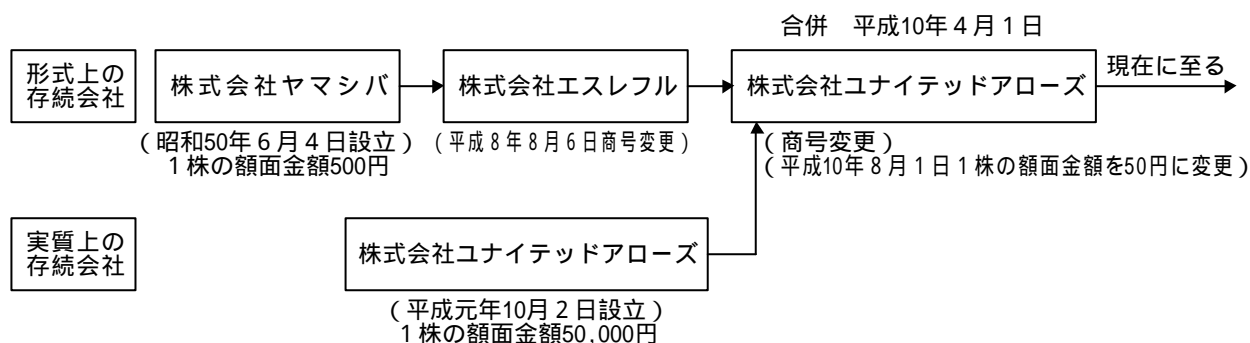 合併 平成10年4月1日
形式上の
存続会社
株式会社ヤマシバ
株式会社エスレフル
株式会社ユナイテッドアローズ
現在に至る
(昭和50年6月4日設立)
1株の額面金額500円
(平成8年8月6日商号変更)
(商号変更)
(平成10年8月1日1株の額面金額を50円に変更)
実質上の
存続会社
株式会社ユナイテッドアローズ
(平成元年10月2日設立)
1株の額面金額50,000円